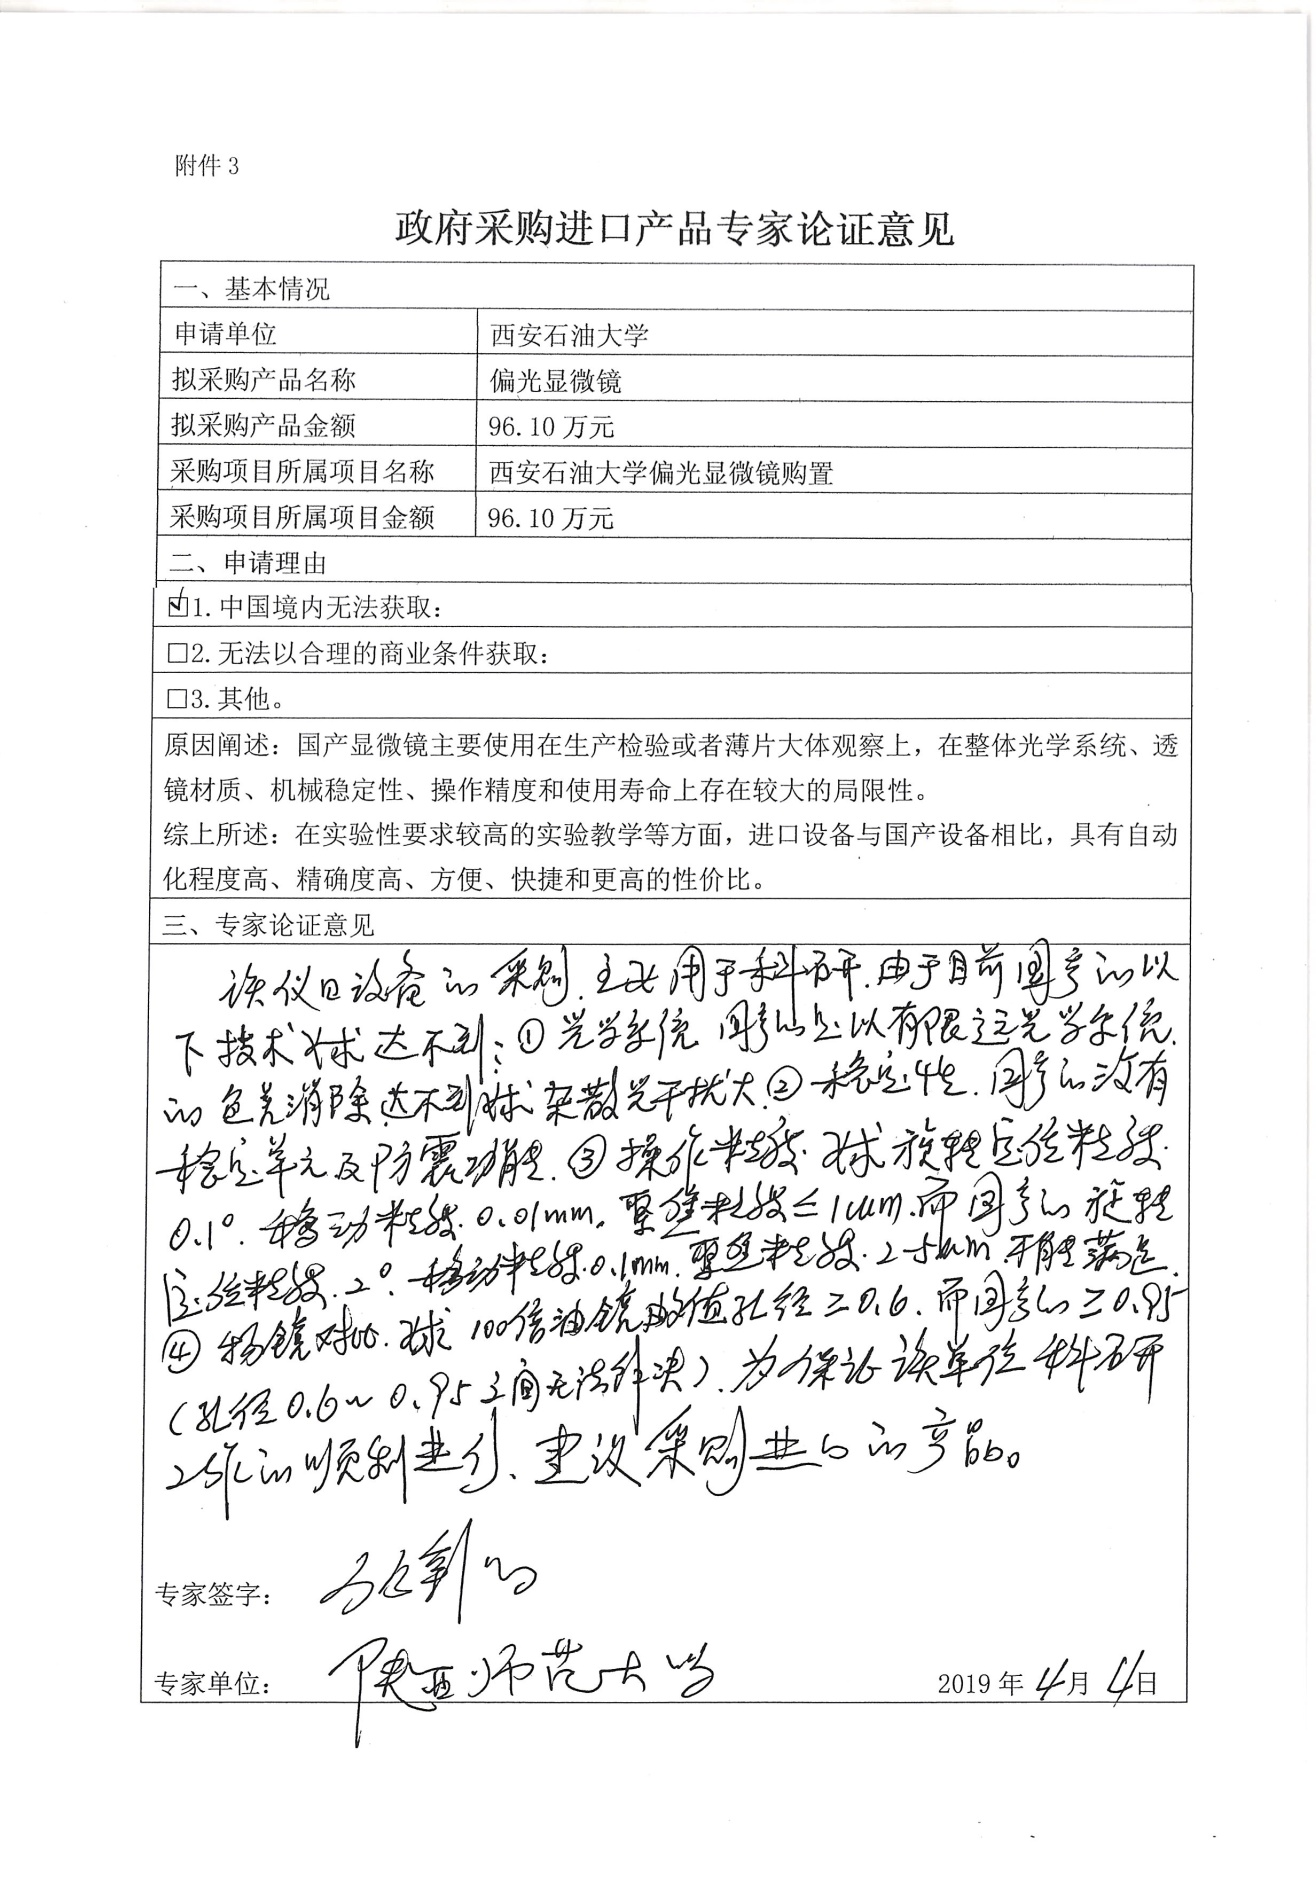 附件 3
政府采购进口产品专家论证意见
一、基本情况
申请单位 西安石油大学
拟采购产品名称 偏光显微镜
拟采购产品金额 96.10 万元
采购项目所属项目名称 西安石油大学偏光显微镜购置
采购项目所属项目金额 96.10 万元
二、申请理由
☑1.中国境内无法获取：
□2.无法以合理的商业条件获取：
□3.其他。
原因阐述：国产显微镜主要使用在生产检验或者薄片大体观察上，在整体光学系统、透
镜材质、机械稳定性、操作精度和使用寿命上存在较大的局限性。
综上所述：在实验性要求较高的实验教学等方面，进口设备与国产设备相比，具有自动
化程度高、精确度高、方便、快捷和更高的性价比。
三、专家论证意见
该仪器设备的采购，主要用于科研，由于目前国产的以
下技术要求达不到：①光学系统 国产的是以有限远光学系统，
的色差消除达不到要求 杂散光干扰大 ②稳定性，国产的没有
稳定单元及防震功能，③操作精度 要求旋转定位精度
0.1°，移动精度 0.01mm，聚焦精度≤1um，而国产的旋转
定位精度 2°，移动精度 0.1mm，聚焦精度 2-5um 不能满足，
④物镜对比，要求100倍油镜数值孔径≥0.6，而国产的≥0.95
（孔径0.6～0.95之间无法解决），为保证该单位科研
工作的顺利进行、建议采购进口的产品。
专家签字：
专家单位： 陕西师范大学 2019 年 4 月 4 日